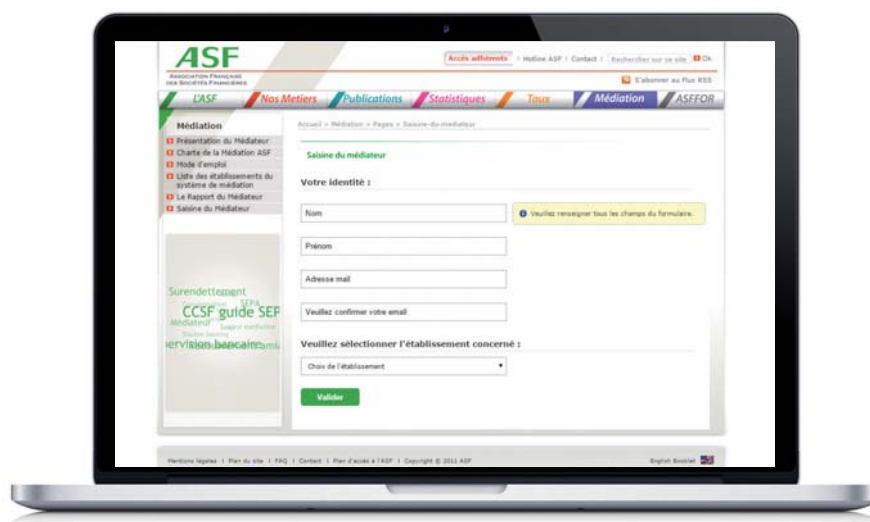 ASF
ASSOCIATION FRANÇAISE
DES SOCIÉTÉS FINANCIÈRES
Accès adhérents | Hotline ASF | Contact | Rechercher sur ce site Ok
S'abonner au Flux RSS
L'ASF Nos Metiers Publications Statistiques Taux Médiation ASFFOR
Médiation
Présentation du Médiateur
Charte de la Médiation ASF
Mode d'emploi
Liste des établissements du
système de médiation
Le Rapport du Médiateur
Saisine du Médiateur
Accueil » Médiation » Pages » Saisine-du-mediateur
Saisine du médiateur
Votre identité :
Nom
Veuillez renseigner tous les champs du formulaire.
Prénom
Adresse mail
Veuillez confirmer votre email
Veuillez sélectionner l'établissement concerné :
Choix de l'établissement
Valider
Surendettement
SEPA
CCSF guide SEP
Médiateur
Mentions légales | Plan du site | FAQ | Contact | Plan d'accès à l'ASF | Copyright © 2011 ASF
English Booklet